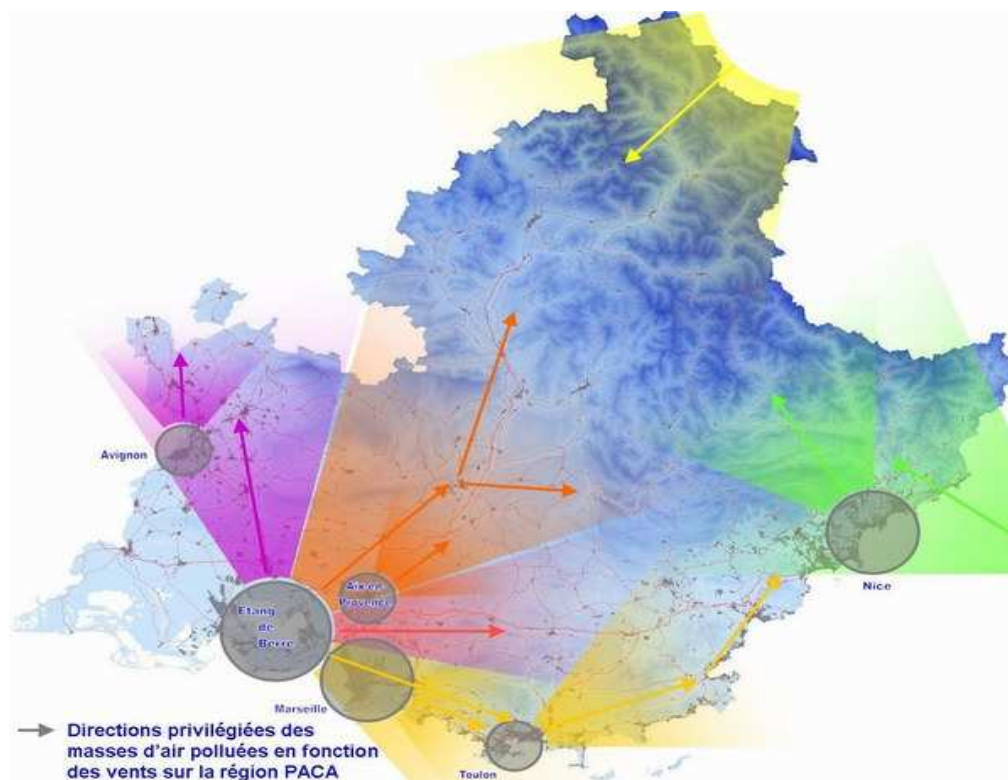 Avignon
Aix en
Provence
Etang
de
Berre
Nice
Marseille
Toulon
Directions privilégiées des
masses d'air polluées en fonction
des vents sur la région PACA